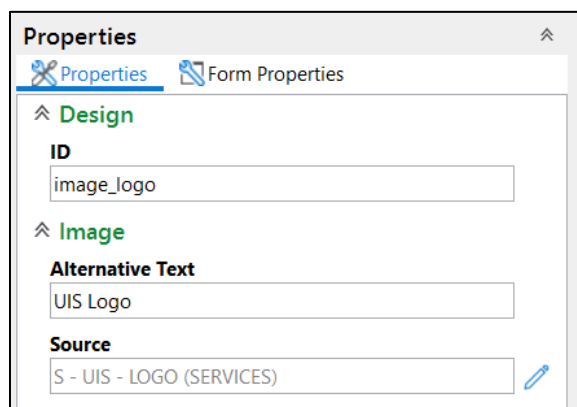 Properties
Properties Form Properties
Design
ID
image_logo
Image
Alternative Text
UIS Logo
Source
S - UIS - LOGO (SERVICES)